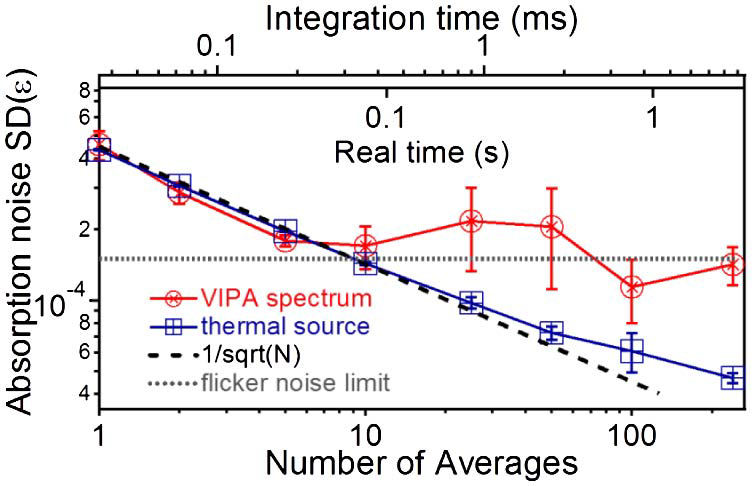 Integration time (ms)
0.1 1
0.1 1
Real time (s)
Absorption noise SD(ε)
8
6
4
2
10⁻⁴
8
6
4
VIPA spectrum
thermal source
1/sqrt(N)
flicker noise limit
1 10 100
Number of Averages